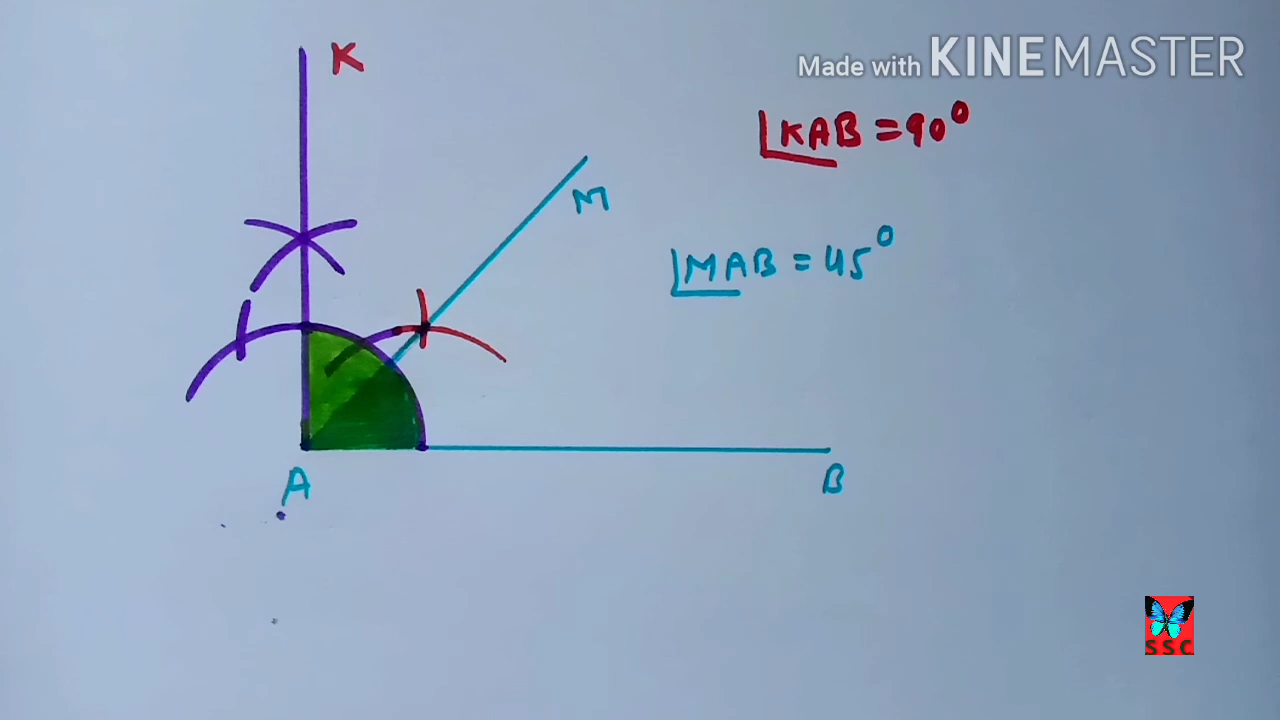 Made with KINEMASTER
K
∠KAB = 90°
M
∠MAB = 45°
A
B
SSC